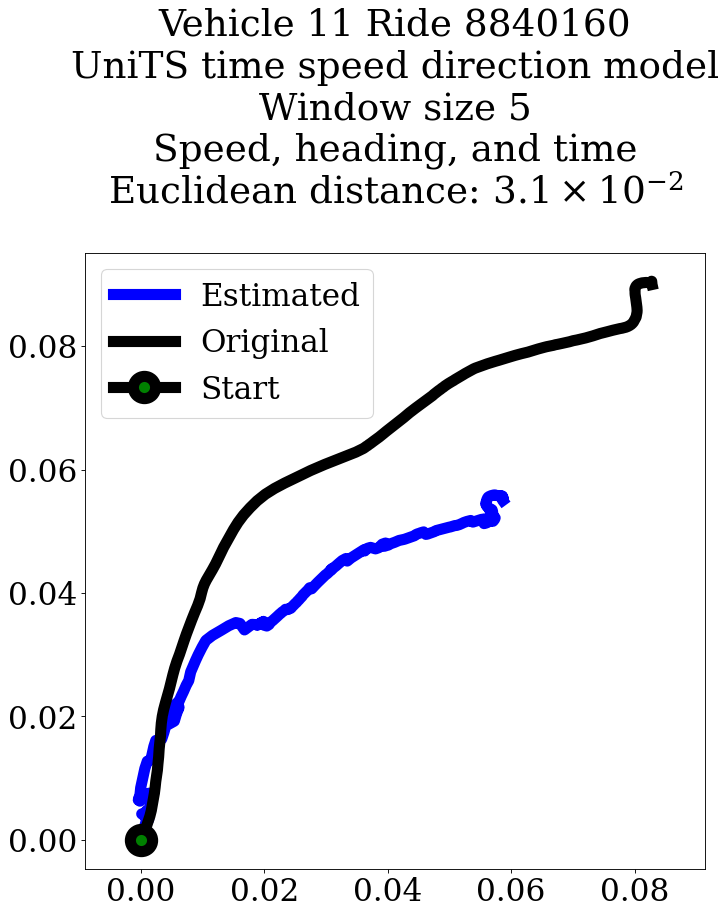 Vehicle 11 Ride 8840160
UniTS time speed direction model
Window size 5
Speed, heading, and time
Euclidean distance: 3.1 × 10⁻²
Estimated
Original
Start
0.08
0.06
0.04
0.02
0.00
0.00 0.02 0.04 0.06 0.08